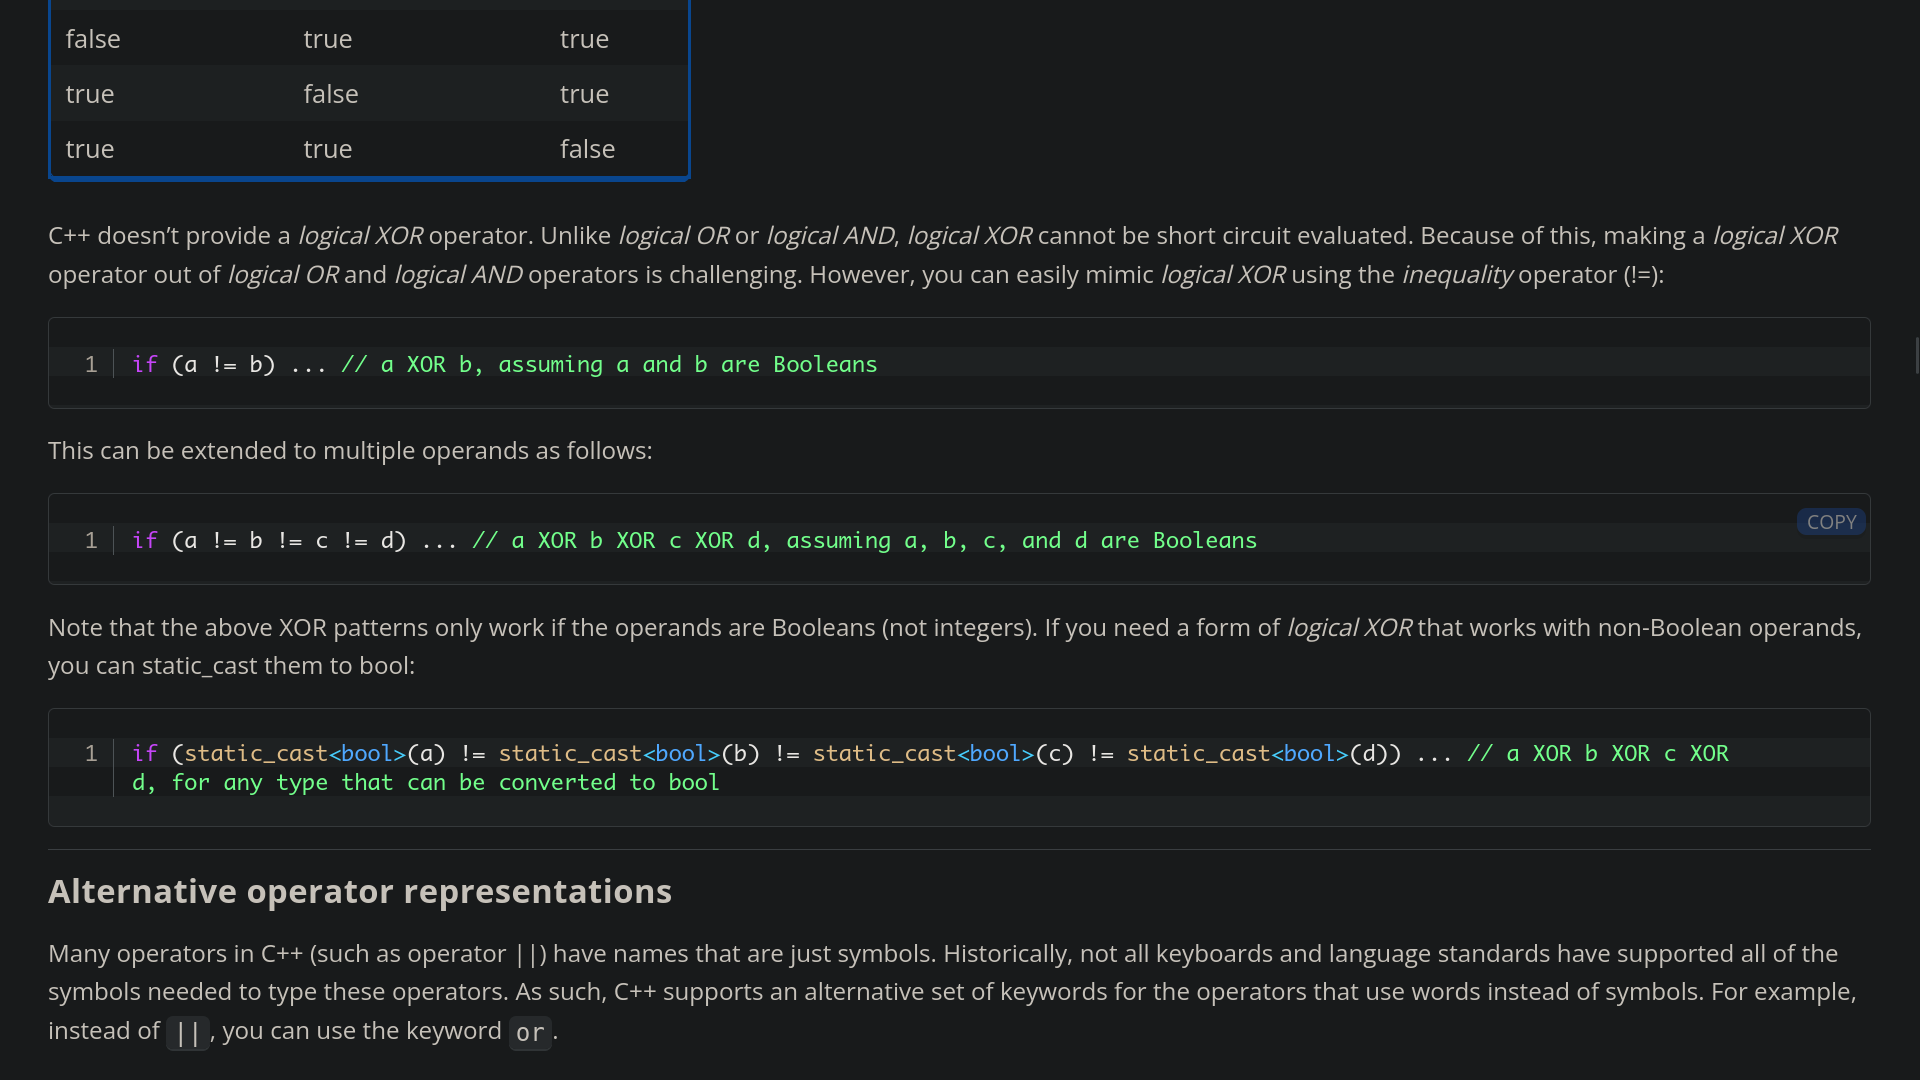 false true true
true false true
true true false
C++ doesn’t provide a logical XOR operator. Unlike logical OR or logical AND, logical XOR cannot be short circuit evaluated. Because of this, making a logical XOR
operator out of logical OR and logical AND operators is challenging. However, you can easily mimic logical XOR using the inequality operator (!=):
1 if (a != b) ... // a XOR b, assuming a and b are Booleans
This can be extended to multiple operands as follows:
COPY
1 if (a != b != c != d) ... // a XOR b XOR c XOR d, assuming a, b, c, and d are Booleans
Note that the above XOR patterns only work if the operands are Booleans (not integers). If you need a form of logical XOR that works with non-Boolean operands,
you can static_cast them to bool:
1 if (static_cast<bool>(a) != static_cast<bool>(b) != static_cast<bool>(c) != static_cast<bool>(d)) ... // a XOR b XOR c XOR
d, for any type that can be converted to bool
Alternative operator representations
Many operators in C++ (such as operator ||) have names that are just symbols. Historically, not all keyboards and language standards have supported all of the
symbols needed to type these operators. As such, C++ supports an alternative set of keywords for the operators that use words instead of symbols. For example,
instead of ||, you can use the keyword or.